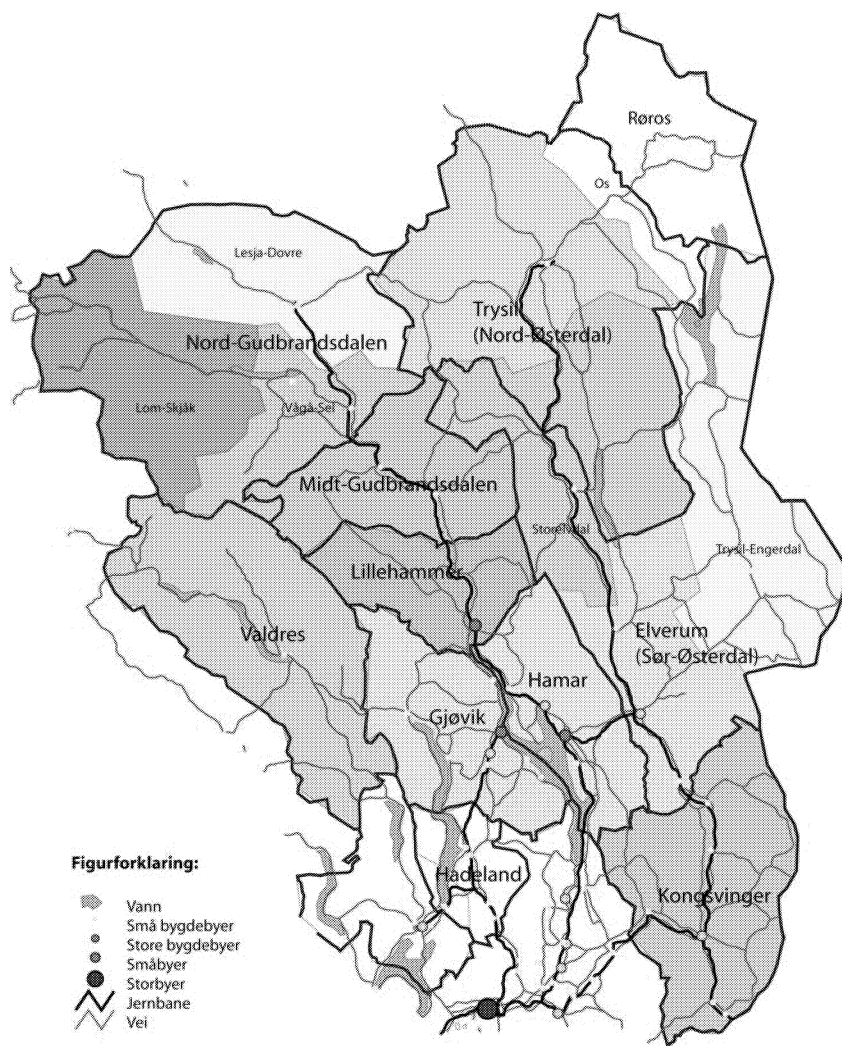 Røros
Os
Lesja-Dovre
Trysil
(Nord-Østerdal)
Nord-Gudbrandsdalen
Lom-Skjåk
Vågå-Sel
Midt-Gudbrandsdalen
Storelvdal
Trysil-Engerdal
Lillehammer
Valdres
Elverum
(Sør-Østerdal)
Hamar
Gjøvik
Hadeland
Kongsvinger
Figurforklaring:
Vann
Små bygdebyer
Store bygdebyer
Småbyer
Storbyer
Jernbane
Vei